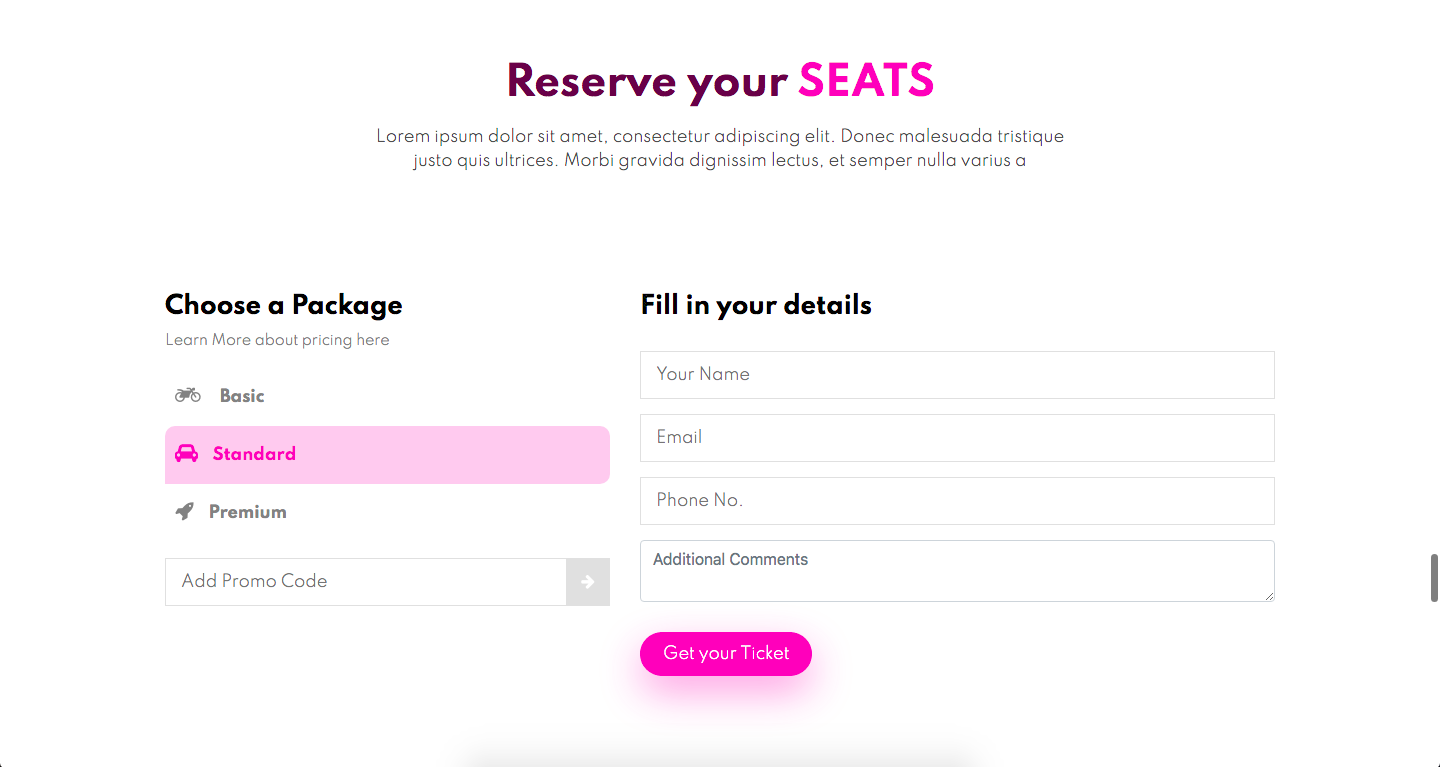 Reserve your SEATS
Lorem ipsum dolor sit amet, consectetur adipiscing elit. Donec malesuada tristique
justo quis ultrices. Morbi gravida dignissim lectus, et semper nulla varius a
Choose a Package
Learn More about pricing here
Basic
Standard
Premium
Add Promo Code
Fill in your details
Your Name
Email
Phone No.
Additional Comments
Get your Ticket